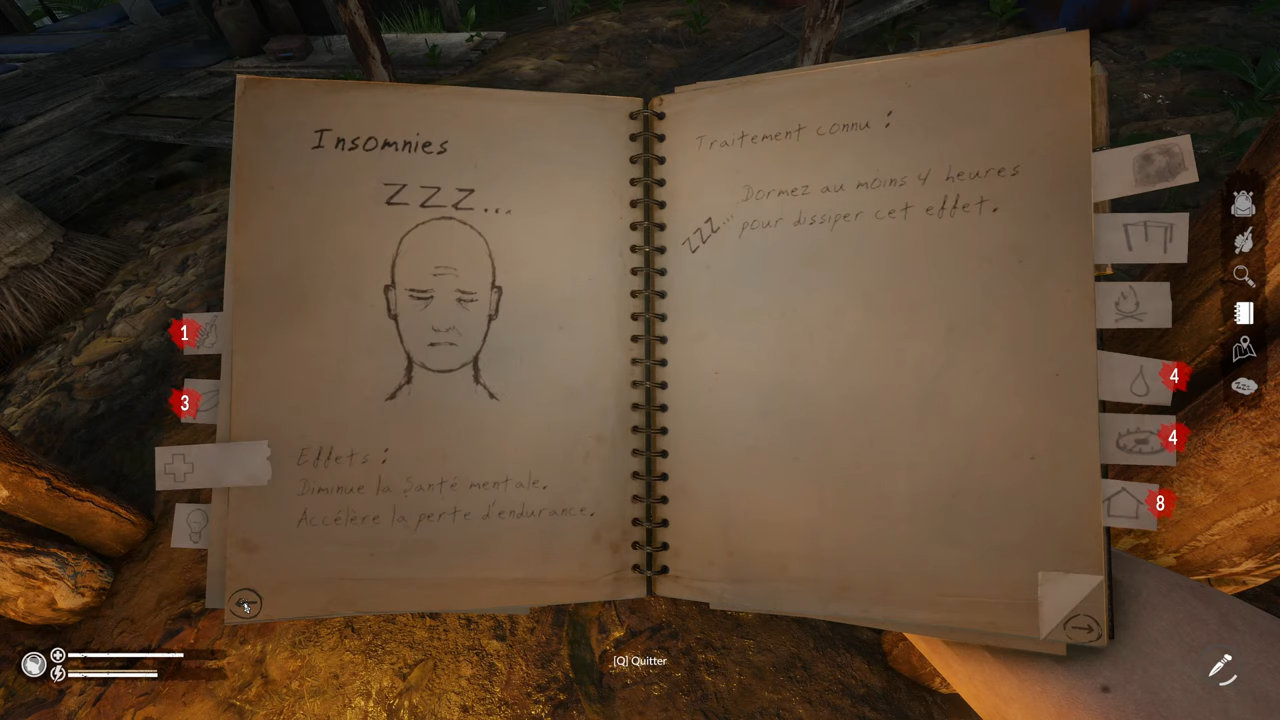 Insomnies
ZZZ...
Effets :
Diminue la Santé mentale.
Accélère la perte d'endurance.
Traitement connu :
Dormez au moins 4 heures
pour dissiper cet effet.
ZZZ...
1
3
4
4
8
zzz
[Q] Quitter